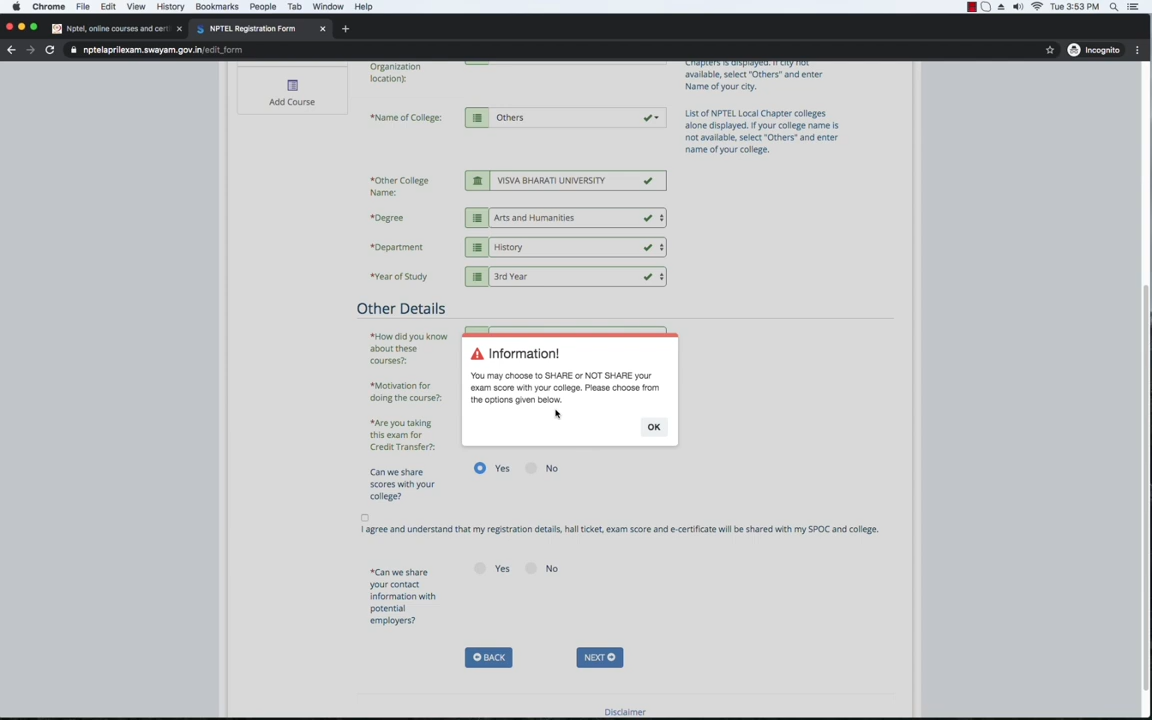 Chrome File Edit View History Bookmarks People Tab Window Help Tue 3:53 PM
Nptel, online courses and cert
NPTEL Registration Form
nptelaprilexam.swayam.gov.in/edit_form
Incognito
Add Course
Organization
location):
Chapters is displayed. If city not
available, select "Others" and enter
Name of your city.
*Name of College:
Others
List of NPTEL Local Chapter colleges
alone displayed. If your college name is
not available, select "Others" and enter
name of your college.
*Other College
Name:
VISVA BHARATI UNIVERSITY
*Degree
Arts and Humanities
*Department
History
*Year of Study
3rd Year
Other Details
*How did you know
about these
courses?:
*Motivation for
doing the course?:
*Are you taking
this exam for
Credit Transfer?:
Information!
You may choose to SHARE or NOT SHARE your
exam score with your college. Please choose from
the options given below.
OK
Can we share
scores with your
college?
Yes No
I agree and understand that my registration details, hall ticket, exam score and e-certificate will be shared with my SPOC and college.
*Can we share
your contact
information with
potential
employers?
Yes No
BACK
NEXT
Disclaimer